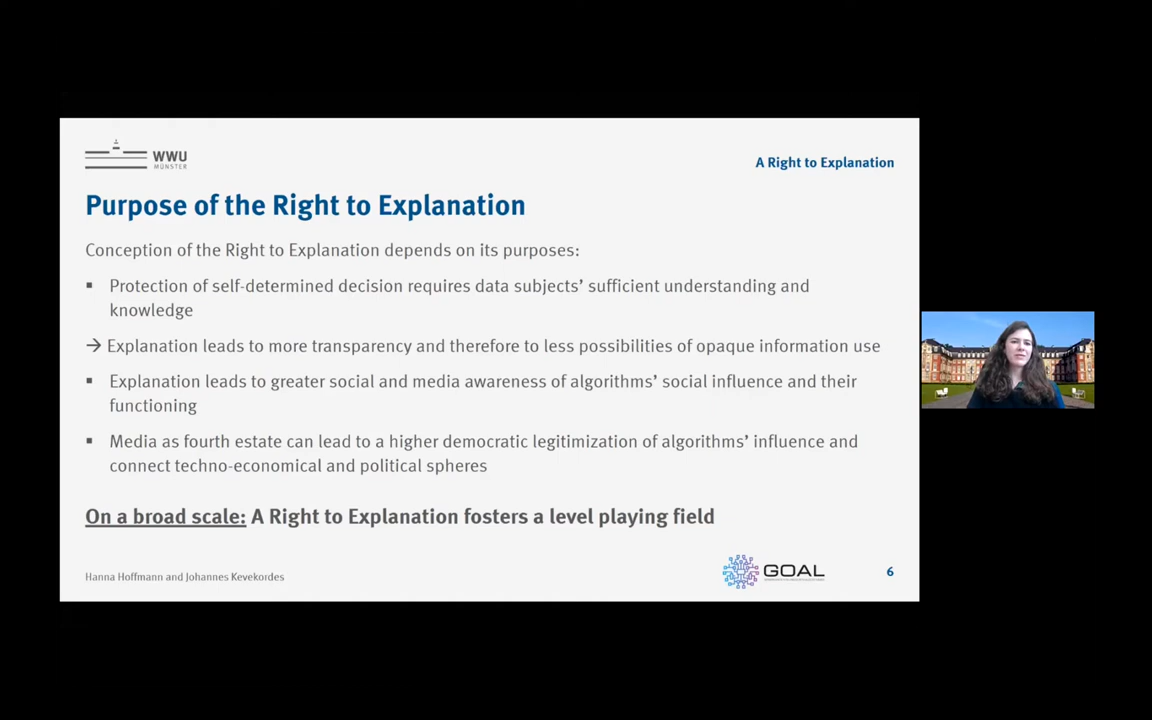 WWU
MÜNSTER
A Right to Explanation
Purpose of the Right to Explanation
Conception of the Right to Explanation depends on its purposes:
▪ Protection of self-determined decision requires data subjects’ sufficient understanding and
knowledge
→ Explanation leads to more transparency and therefore to less possibilities of opaque information use
▪ Explanation leads to greater social and media awareness of algorithms’ social influence and their
functioning
▪ Media as fourth estate can lead to a higher democratic legitimization of algorithms’ influence and
connect techno-economical and political spheres
On a broad scale: A Right to Explanation fosters a level playing field
Hanna Hoffmann and Johannes Kevekordes
GOAL
6